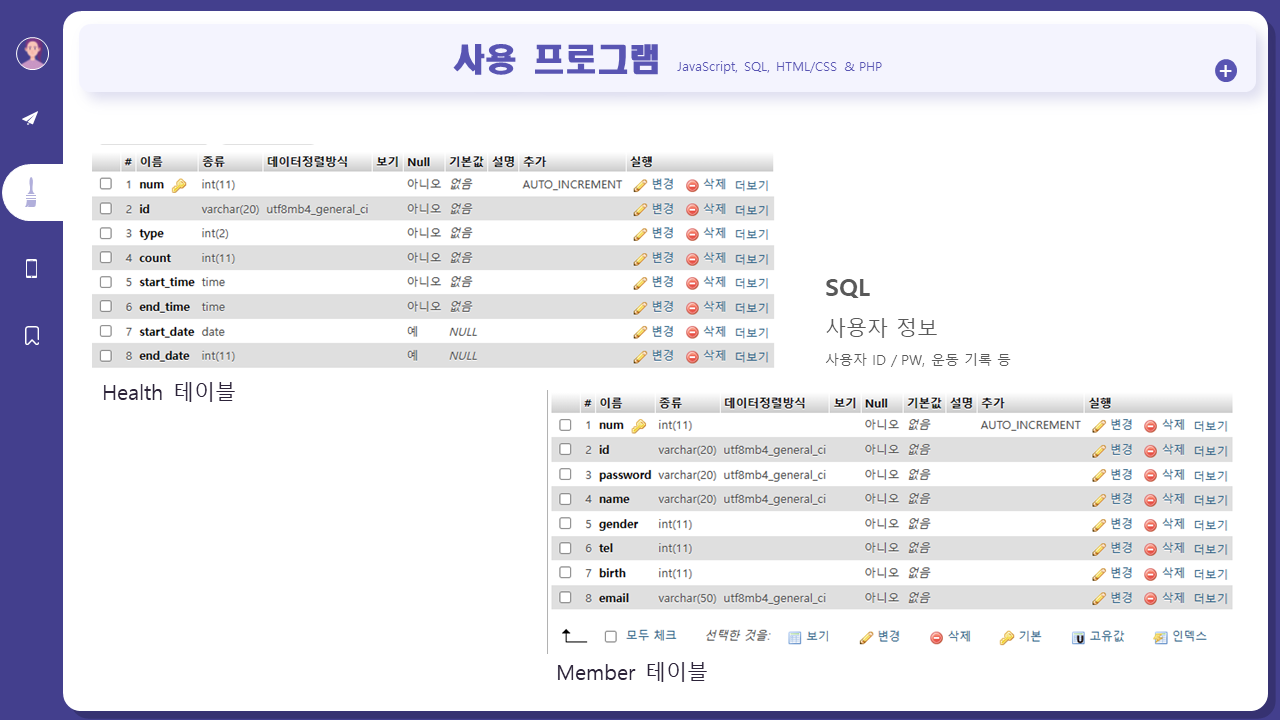 사용 프로그램 JavaScript, SQL, HTML/CSS & PHP
# 이름 종류 데이터정렬방식 보기 Null 기본값 설명 추가 실행
1 num int(11) 아니오 없음 AUTO_INCREMENT 변경 삭제 더보기
2 id varchar(20) utf8mb4_general_ci 아니오 없음 변경 삭제 더보기
3 type int(2) 아니오 없음 변경 삭제 더보기
4 count int(11) 아니오 없음 변경 삭제 더보기
5 start_time time 아니오 없음 변경 삭제 더보기
6 end_time time 아니오 없음 변경 삭제 더보기
7 start_date date 예 NULL 변경 삭제 더보기
8 end_date int(11) 예 NULL 변경 삭제 더보기
Health 테이블
SQL
사용자 정보
사용자 ID / PW, 운동 기록 등
# 이름 종류 데이터정렬방식 보기 Null 기본값 설명 추가 실행
1 num int(11) 아니오 없음 AUTO_INCREMENT 변경 삭제 더보기
2 id varchar(20) utf8mb4_general_ci 아니오 없음 변경 삭제 더보기
3 password varchar(20) utf8mb4_general_ci 아니오 없음 변경 삭제 더보기
4 name varchar(20) utf8mb4_general_ci 아니오 없음 변경 삭제 더보기
5 gender int(11) 아니오 없음 변경 삭제 더보기
6 tel int(11) 아니오 없음 변경 삭제 더보기
7 birth int(11) 아니오 없음 변경 삭제 더보기
8 email varchar(50) utf8mb4_general_ci 아니오 없음 변경 삭제 더보기
모두 체크 선택한 것을: 보기 변경 삭제 기본 고유값 인덱스
Member 테이블